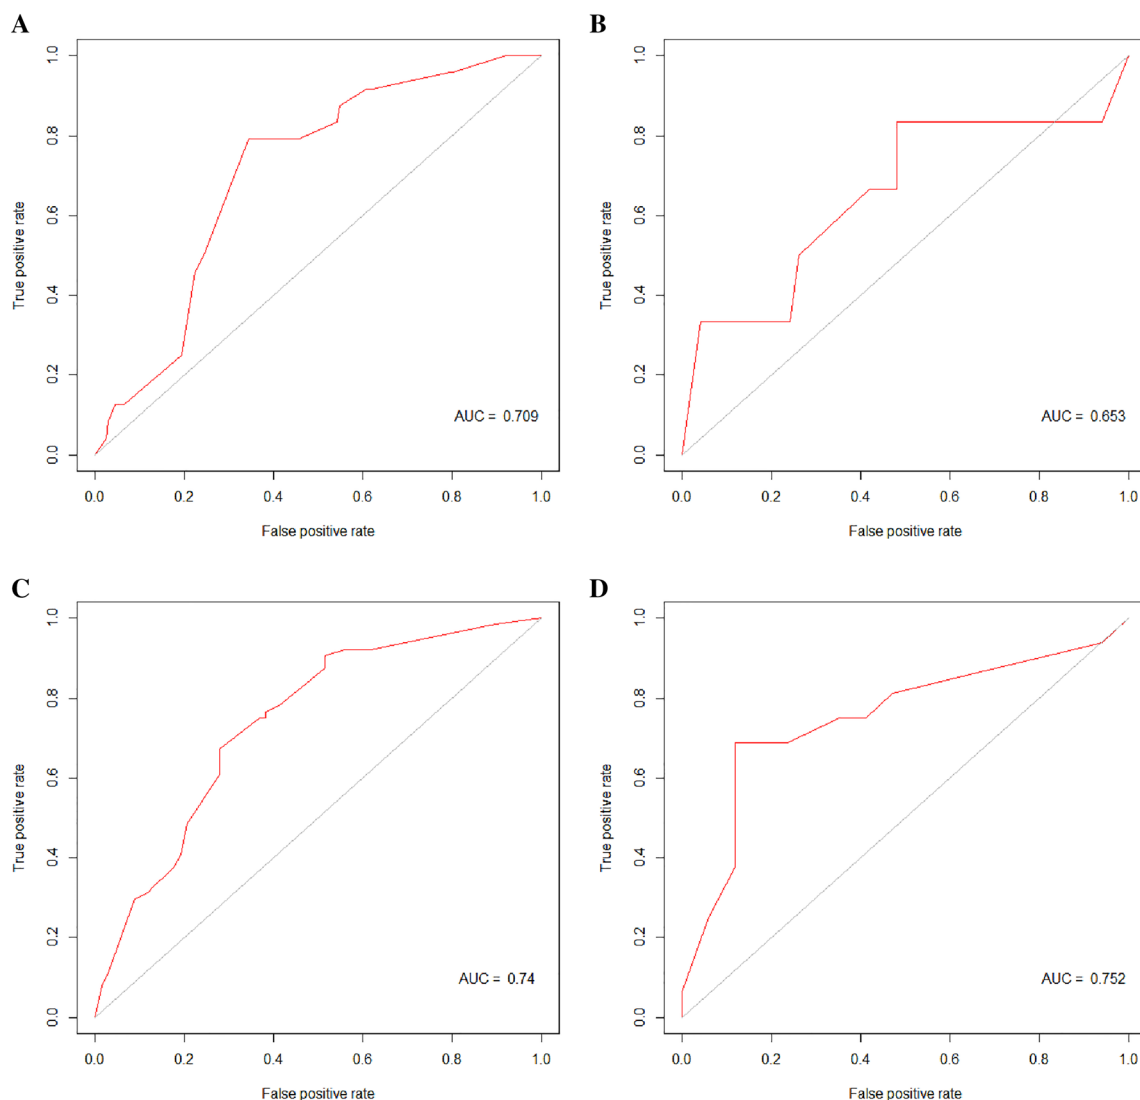 A
True positive rate
1.0
0.8
0.6
0.4
0.2
0.0
AUC = 0.709
0.0 0.2 0.4 0.6 0.8 1.0
False positive rate
B
True positive rate
1.0
0.8
0.6
0.4
0.2
0.0
AUC = 0.653
0.0 0.2 0.4 0.6 0.8 1.0
False positive rate
C
True positive rate
1.0
0.8
0.6
0.4
0.2
0.0
AUC = 0.74
0.0 0.2 0.4 0.6 0.8 1.0
False positive rate
D
True positive rate
1.0
0.8
0.6
0.4
0.2
0.0
AUC = 0.752
0.0 0.2 0.4 0.6 0.8 1.0
False positive rate